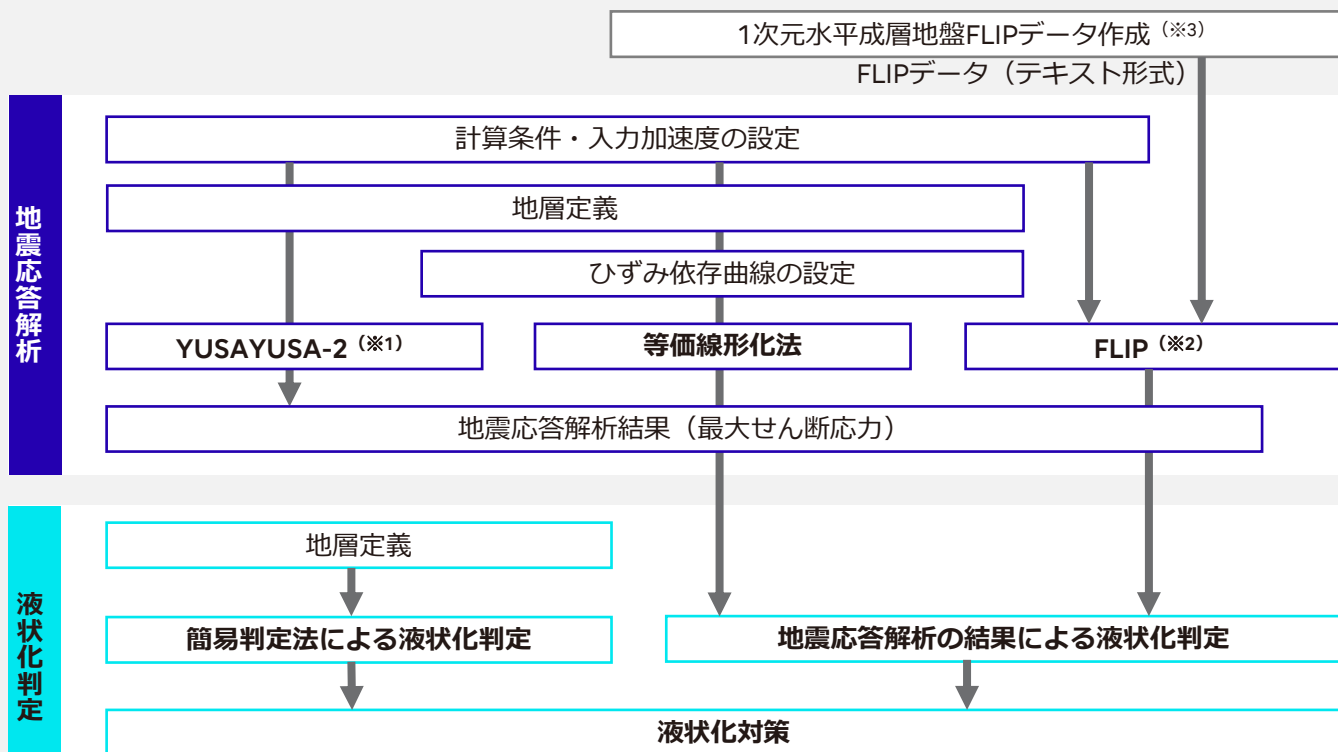 1次元水平成層地盤FLIPデータ作成（※3）
FLIPデータ（テキスト形式）
地震応答解析
計算条件・入力加速度の設定
地層定義
ひずみ依存曲線の設定
YUSAYUSA-2（※1）
等価線形化法
FLIP（※2）
地震応答解析結果（最大せん断応力）
液状化判定
地層定義
簡易判定法による液状化判定
地震応答解析の結果による液状化判定
液状化対策